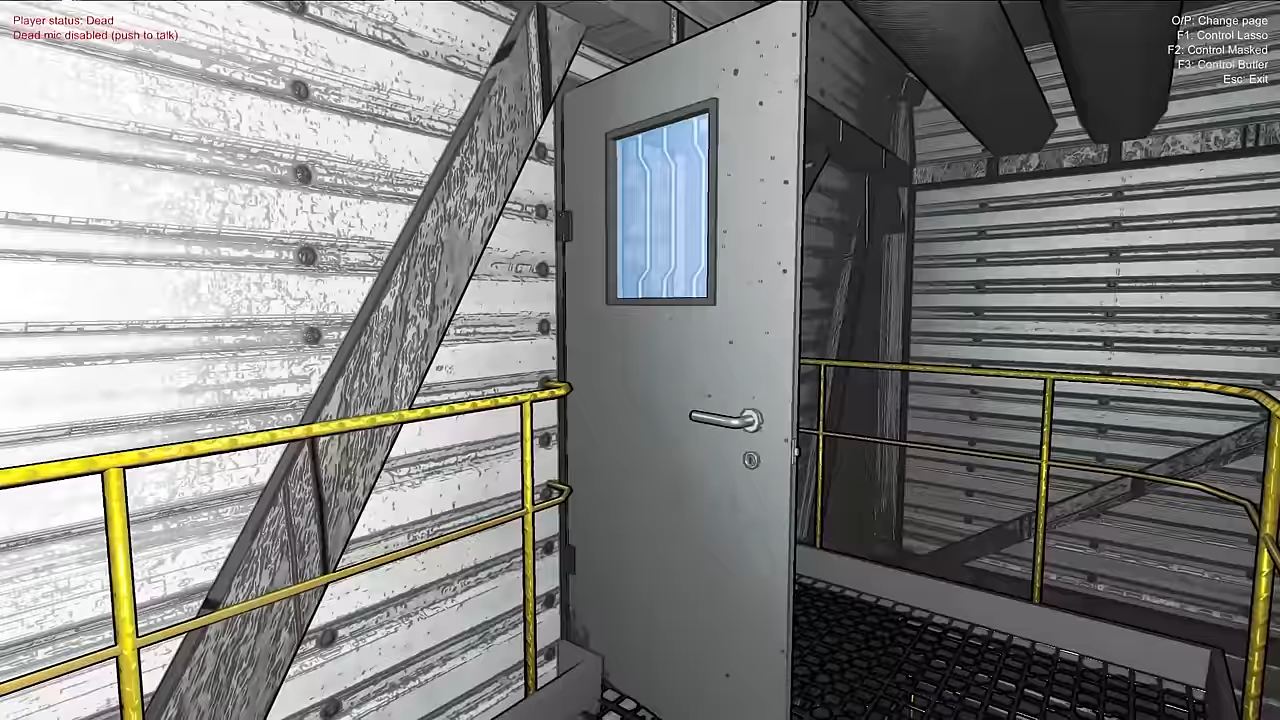 Player status: Dead
Dead mic disabled (push to talk)
O/P: Change page
F1: Control Lasso
F2: Control Masked
F3: Control Butler
Esc: Exit